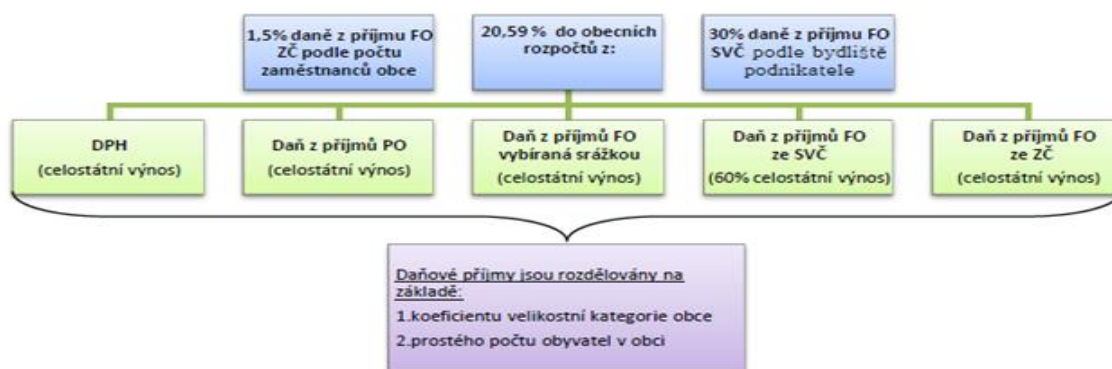 1,5% daně z příjmu FO
ZČ podle počtu
zaměstnanců obce
20,59 % do obecních
rozpočtů z:
30% daně z příjmu FO
SVČ podle bydliště
podnikatele
DPH
(celostátní výnos)
Daň z příjmů PO
(celostátní výnos)
Daň z příjmů FO
vybíraná srážkou
(celostátní výnos)
Daň z příjmů FO
ze SVČ
(60% celostátní výnos)
Daň z příjmů FO
ze ZČ
(celostátní výnos)
Daňové příjmy jsou rozdělovány na
základě:
1.koeficientu velikostní kategorie obce
2.prostého počtu obyvatel v obci